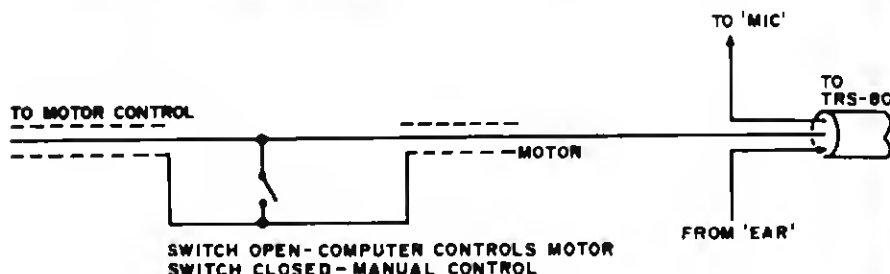 TO 'MIC'
TO
TRS-80
TO MOTOR CONTROL
MOTOR
FROM 'EAR'
SWITCH OPEN-COMPUTER CONTROLS MOTOR
SWITCH CLOSED-MANUAL CONTROL